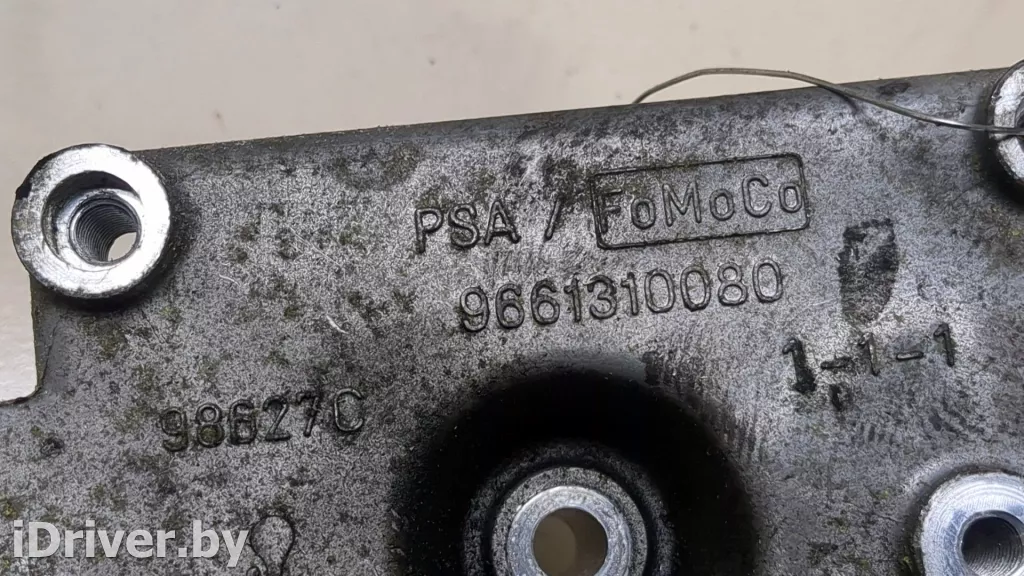 PSA / FoMoCo
9661310080
1-1-1
98627C
iDriver.by